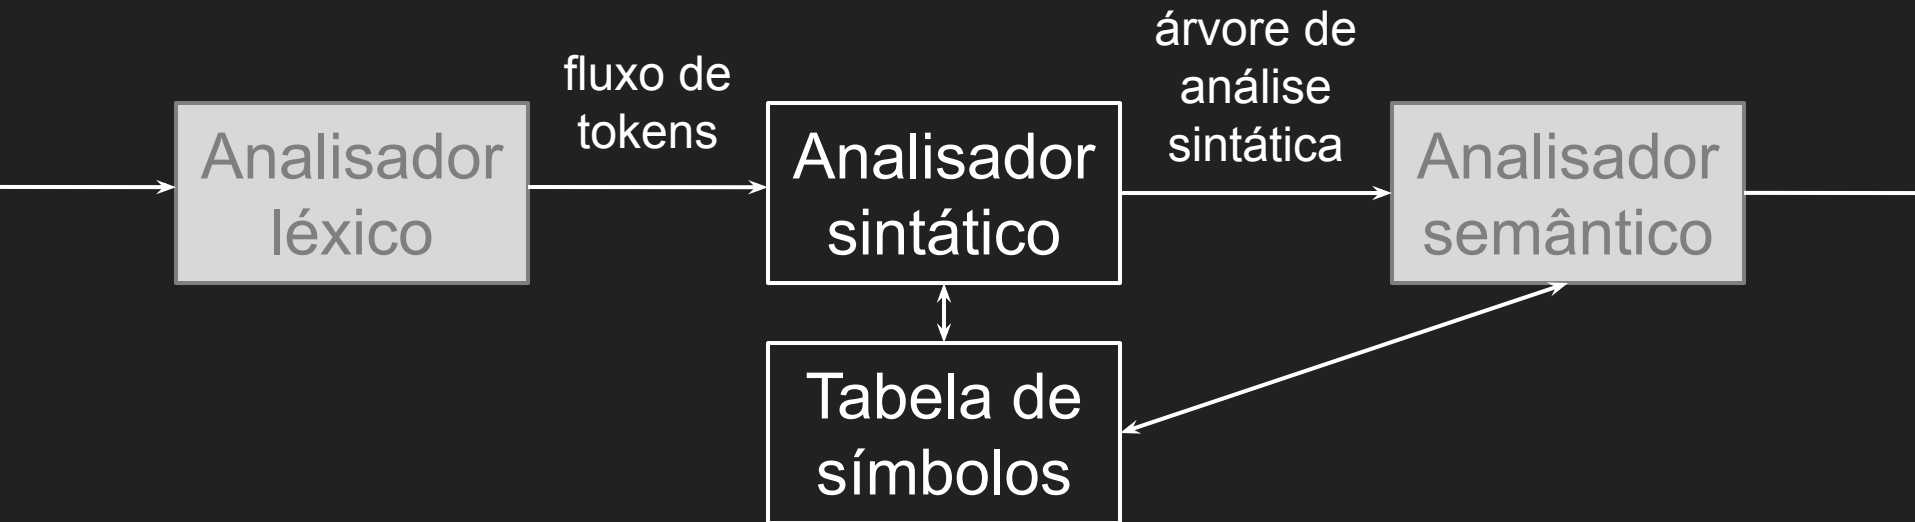 Analisador
léxico
fluxo de
tokens
Analisador
sintático
árvore de
análise
sintática
Analisador
semântico
Tabela de
símbolos